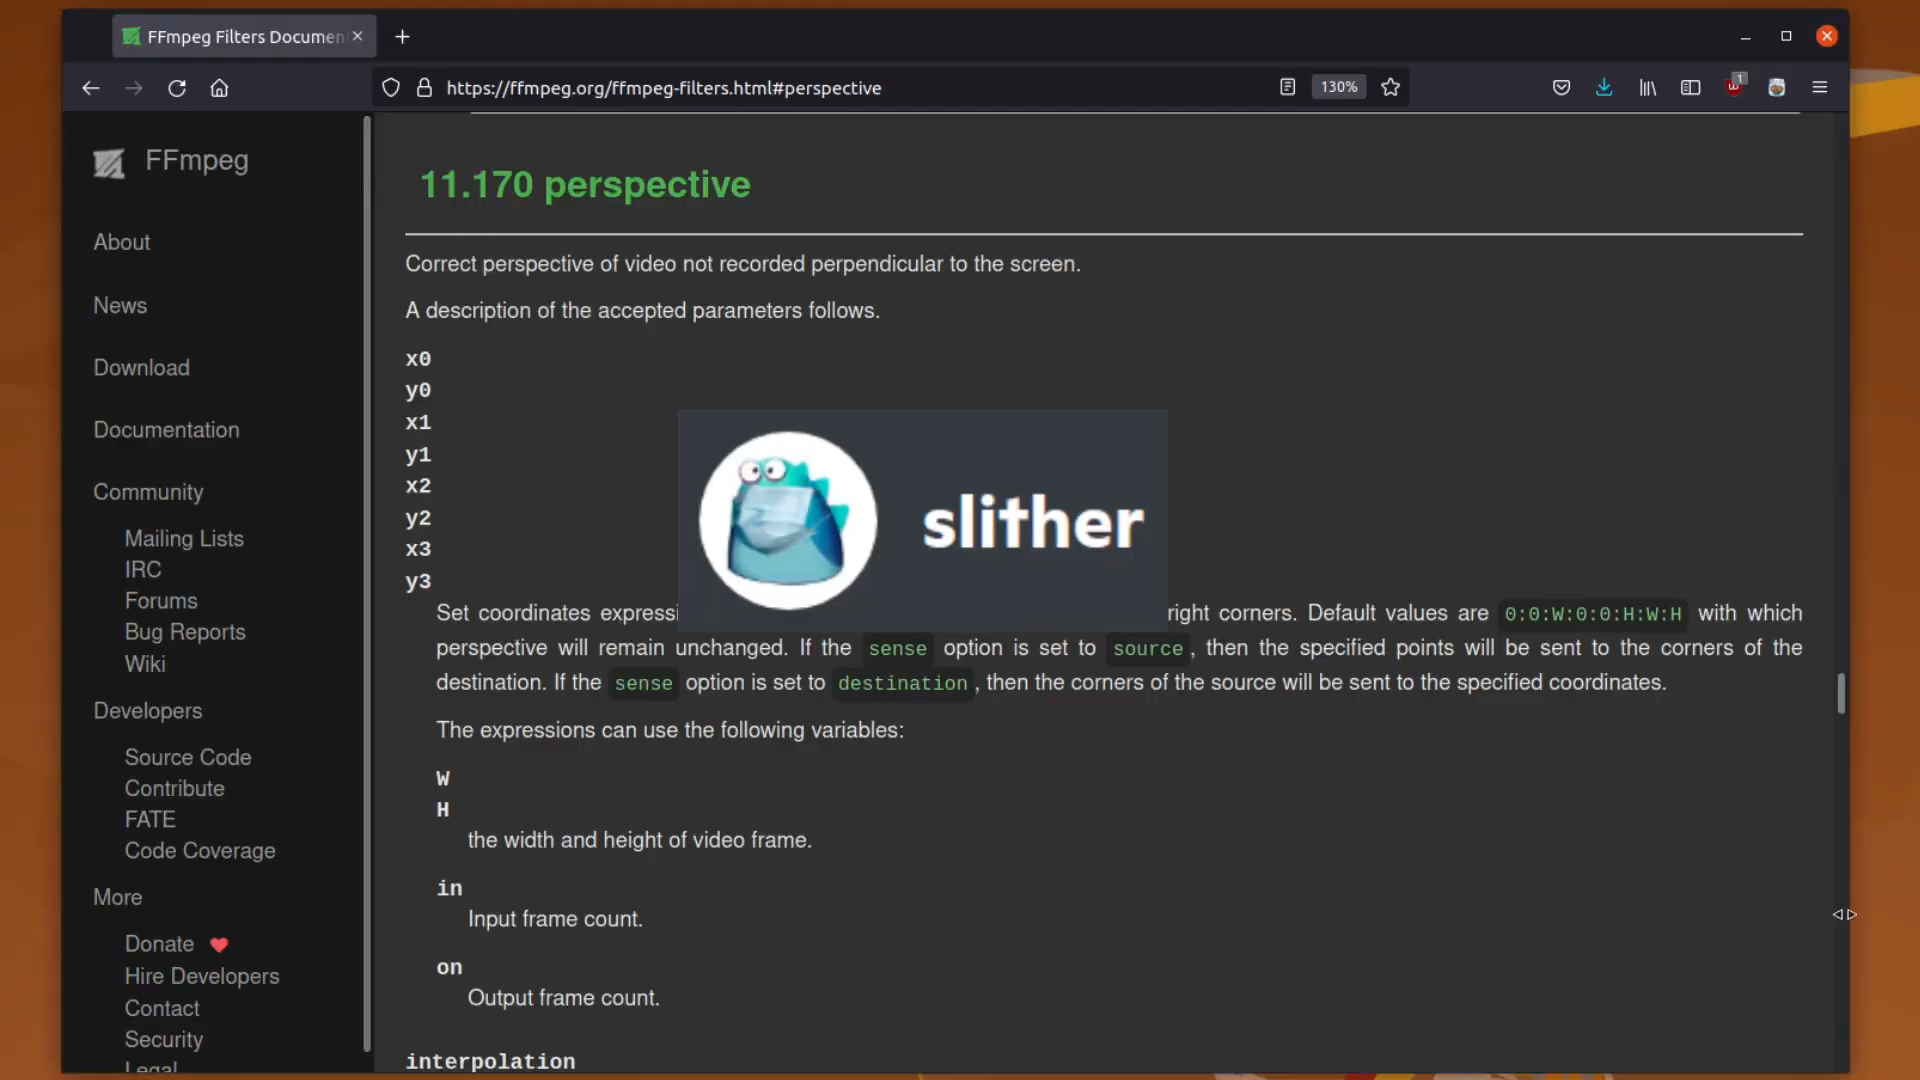 FFmpeg Filters Documen
https://ffmpeg.org/ffmpeg-filters.html#perspective
130%
1
FFmpeg
About
News
Download
Documentation
Community
Mailing Lists
IRC
Forums
Bug Reports
Wiki
Developers
Source Code
Contribute
FATE
Code Coverage
More
Donate
Hire Developers
Contact
Security
Legal
11.170 perspective
Correct perspective of video not recorded perpendicular to the screen.
A description of the accepted parameters follows.
x0
y0
x1
y1
x2
y2
x3
y3
slither
Set coordinates expressi right corners. Default values are 0:0:W:0:0:H:W:H with which
perspective will remain unchanged. If the sense option is set to source, then the specified points will be sent to the corners of the
destination. If the sense option is set to destination, then the corners of the source will be sent to the specified coordinates.
The expressions can use the following variables:
W
H
the width and height of video frame.
in
Input frame count.
on
Output frame count.
interpolation